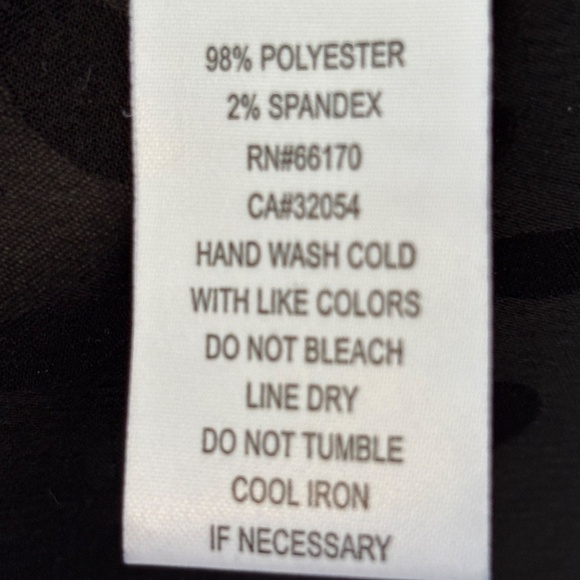 98% POLYESTER
2% SPANDEX
RN#66170
CA#32054
HAND WASH COLD
WITH LIKE COLORS
DO NOT BLEACH
LINE DRY
DO NOT TUMBLE
COOL IRON
IF NECESSARY